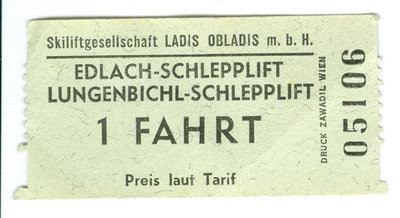 Skiliftgesellschaft LADIS OBLADIS m. b. H.
EDLACH-SCHLEPPLIFT
LUNGENBICHL-SCHLEPPLIFT
1 FAHRT
Preis laut Tarif
DRUCK ZAWADIL WIEN
05106